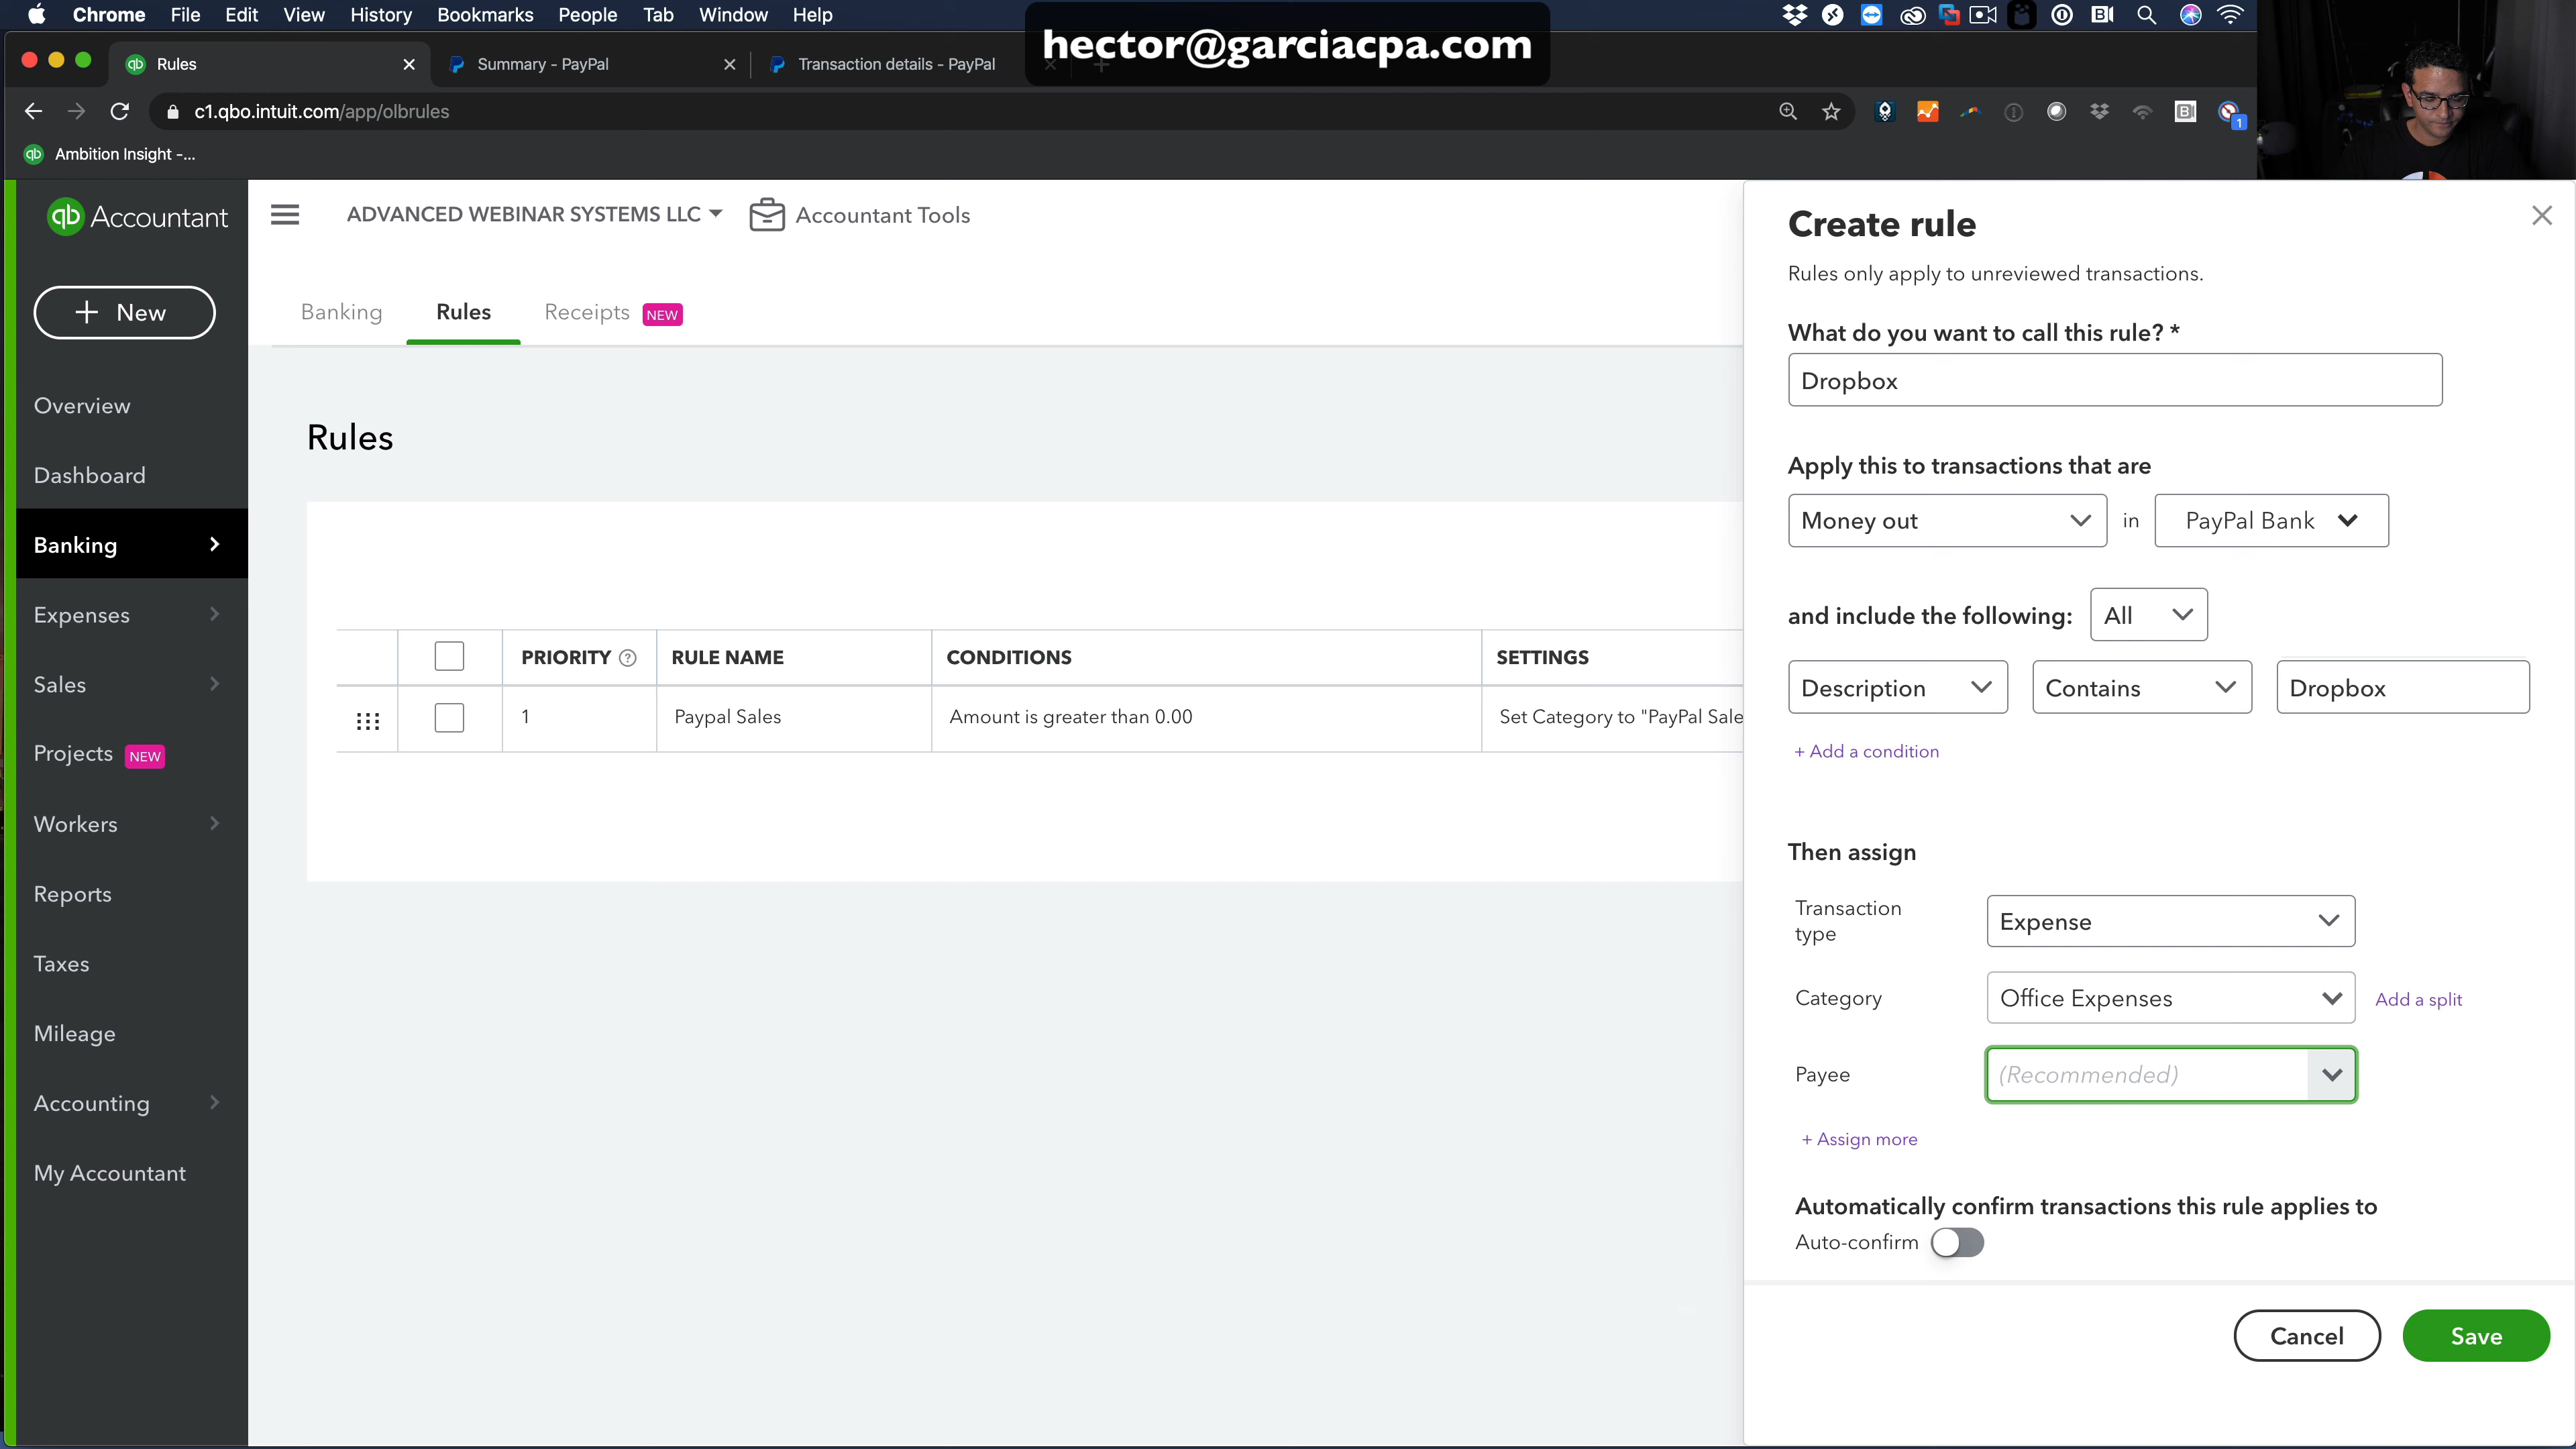 Chrome File Edit View History Bookmarks People Tab Window Help
hector@garciacpa.com
Rules
Summary - PayPal
Transaction details - PayPal
c1.qbo.intuit.com/app/olbrules
1
Ambition Insight -...
qb Accountant
ADVANCED WEBINAR SYSTEMS LLC
Accountant Tools
+ New
Banking
Rules
Receipts NEW
Overview
Dashboard
Banking
Expenses
Sales
Projects NEW
Workers
Reports
Taxes
Mileage
Accounting
My Accountant
Rules
PRIORITY RULE NAME CONDITIONS SETTINGS
1 Paypal Sales Amount is greater than 0.00 Set Category to "PayPal Sale
Create rule
Rules only apply to unreviewed transactions.
What do you want to call this rule? *
Dropbox
Apply this to transactions that are
Money out in PayPal Bank
and include the following: All
Description Contains Dropbox
+ Add a condition
Then assign
Transaction
type
Expense
Category Office Expenses Add a split
Payee (Recommended)
+ Assign more
Automatically confirm transactions this rule applies to
Auto-confirm
Cancel Save